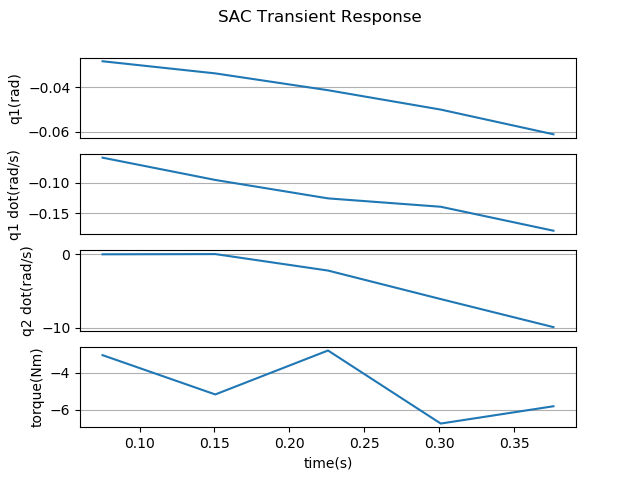 SAC Transient Response
q1(rad)
−0.04
−0.06
q1 dot(rad/s)
−0.10
−0.15
q2 dot(rad/s)
0
−10
torque(Nm)
−4
−6
0.10 0.15 0.20 0.25 0.30 0.35
time(s)